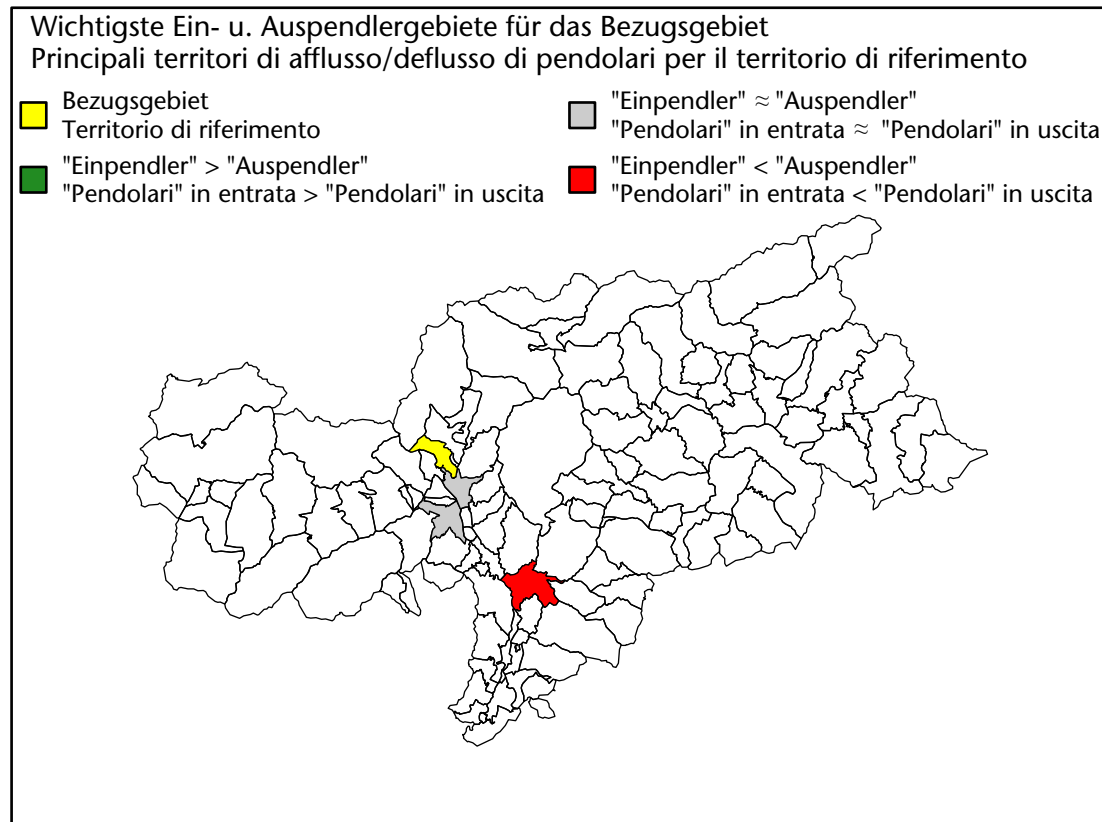 Wichtigste Ein- u. Auspendlergebiete für das Bezugsgebiet
Principali territori di afflusso/deflusso di pendolari per il territorio di riferimento
Bezugsgebiet
Territorio di riferimento
"Einpendler" > "Auspendler"
"Pendolari" in entrata > "Pendolari" in uscita
"Einpendler" ≈ "Auspendler"
"Pendolari" in entrata ≈ "Pendolari" in uscita
"Einpendler" < "Auspendler"
"Pendolari" in entrata < "Pendolari" in uscita